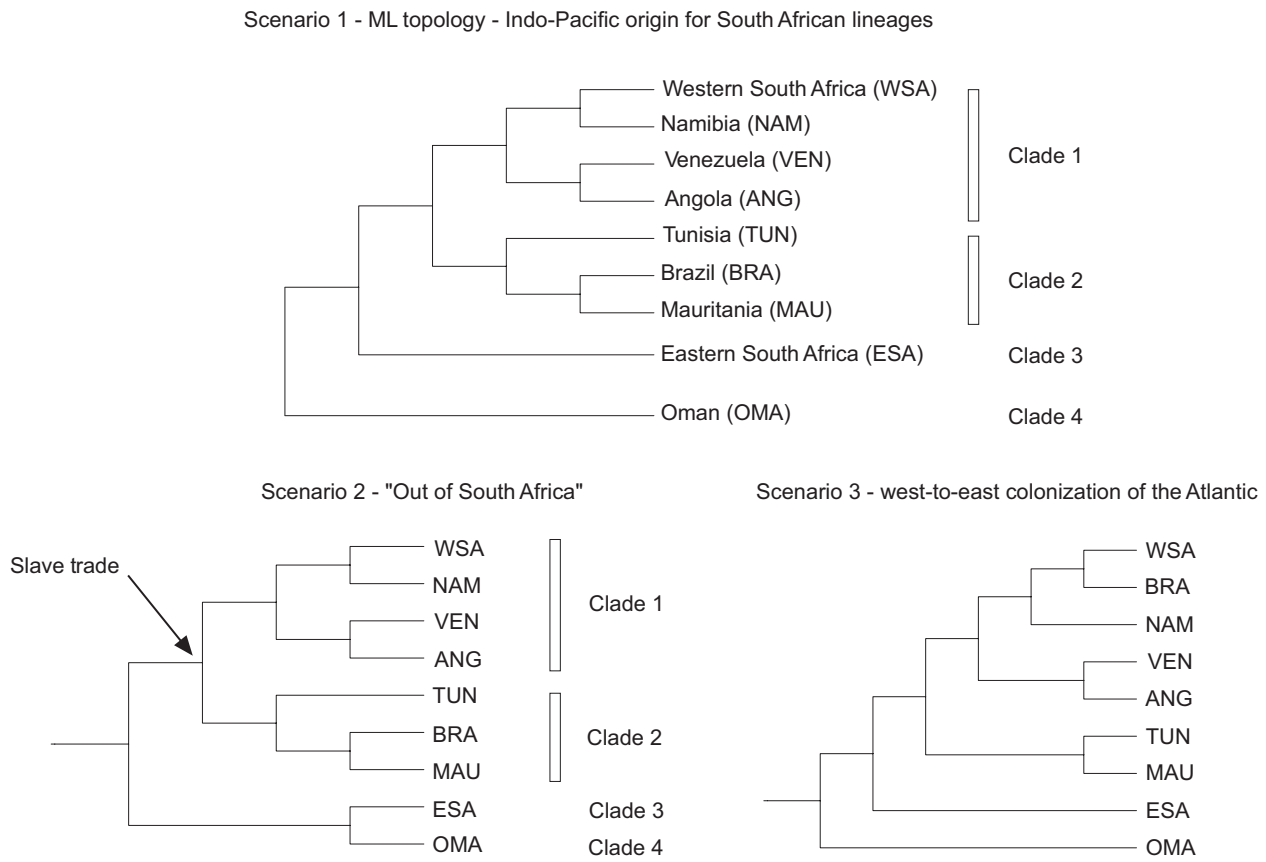 Scenario 1 - ML topology - Indo-Pacific origin for South African lineages
Western South Africa (WSA)
Namibia (NAM)
Venezuela (VEN)
Angola (ANG)
Clade 1
Tunisia (TUN)
Brazil (BRA)
Mauritania (MAU)
Clade 2
Eastern South Africa (ESA)
Clade 3
Oman (OMA)
Clade 4
Scenario 2 - "Out of South Africa"
Slave trade
WSA
NAM
VEN
ANG
Clade 1
TUN
BRA
MAU
Clade 2
ESA
Clade 3
OMA
Clade 4
Scenario 3 - west-to-east colonization of the Atlantic
WSA
BRA
NAM
VEN
ANG
TUN
MAU
ESA
OMA